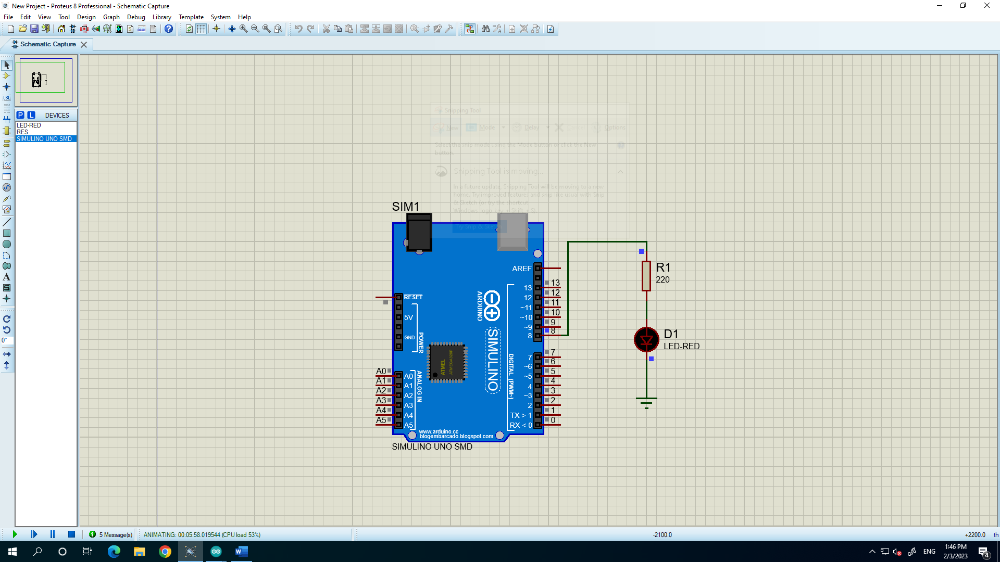 New Project - Proteus 8 Professional - Schematic Capture
File Edit View Tool Design Graph Debug Library Template System Help
Schematic Capture
P L DEVICES
LED-RED
RES
SIMULINO UNO SMD
Snipping Tool
New Mode Delay Options
Select the snip mode using the Mode button or click the New
button.
Snipping Tool is moving...
In a future update, Snipping Tool will be moving to a new
home. Try improved features and snip like usual with Snip
& Sketch (or try the shortcut
Windows logo key + Shift + S).
Try Snip & Sketch
SIM1
AREF
13 13
12 12
~11 11
~10 10
~9 9
8 8
RESET
5V
GND
POWER
ARDUINO
SIMULINO
ATMEL
ATMEGA328P
DIGITAL (PWM~)
7 7
~6 6
~5 5
4 4
~3 3
2 2
TX > 1 1
RX < 0 0
A0 A0
A1 A1
A2 A2
A3 A3
A4 A4
A5 A5
ANALOG IN
www.arduino.cc
blogembarcado.blogspot.com
SIMULINO UNO SMD
R1
220
D1
LED-RED
LBL
A
S
0°
5 Message(s) ANIMATING: 00:05:58.019544 (CPU load 53%) -2100.0 +2200.0 th
ENG 1:46 PM
2/3/2023
4